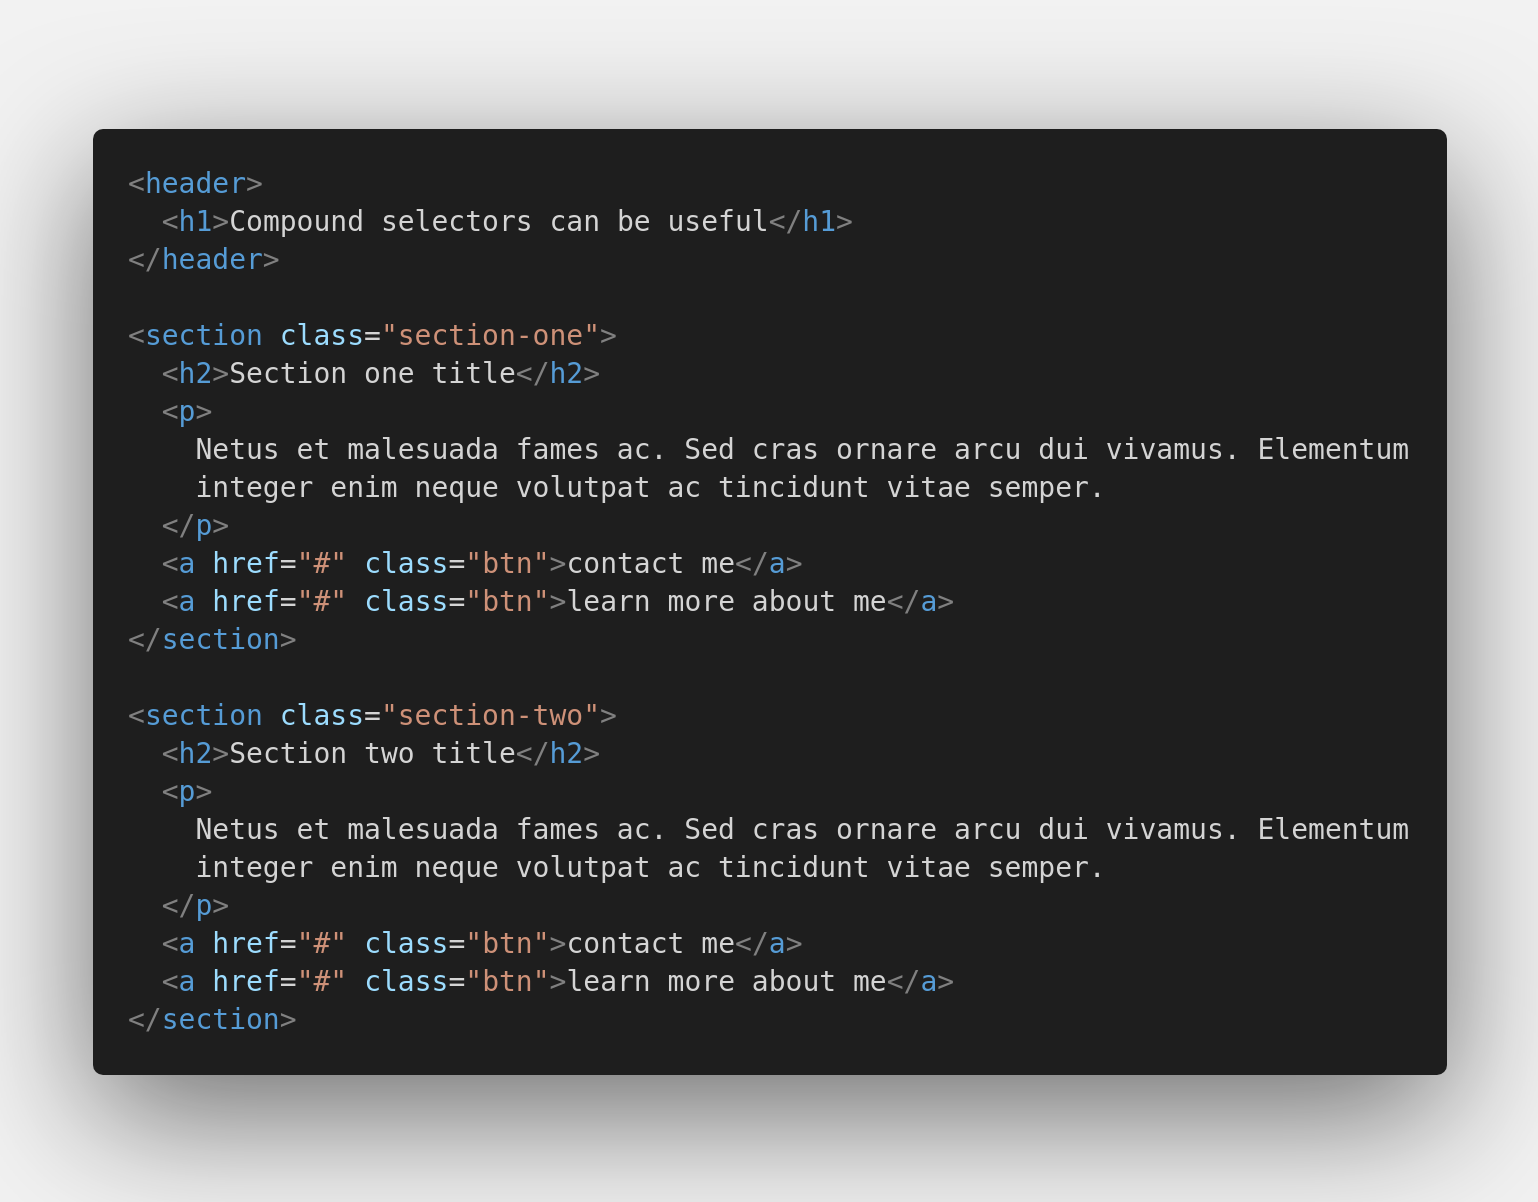 <header>
  <h1>Compound selectors can be useful</h1>
</header>

<section class="section-one">
  <h2>Section one title</h2>
  <p>
    Netus et malesuada fames ac. Sed cras ornare arcu dui vivamus. Elementum
    integer enim neque volutpat ac tincidunt vitae semper.
  </p>
  <a href="#" class="btn">contact me</a>
  <a href="#" class="btn">learn more about me</a>
</section>

<section class="section-two">
  <h2>Section two title</h2>
  <p>
    Netus et malesuada fames ac. Sed cras ornare arcu dui vivamus. Elementum
    integer enim neque volutpat ac tincidunt vitae semper.
  </p>
  <a href="#" class="btn">contact me</a>
  <a href="#" class="btn">learn more about me</a>
</section>